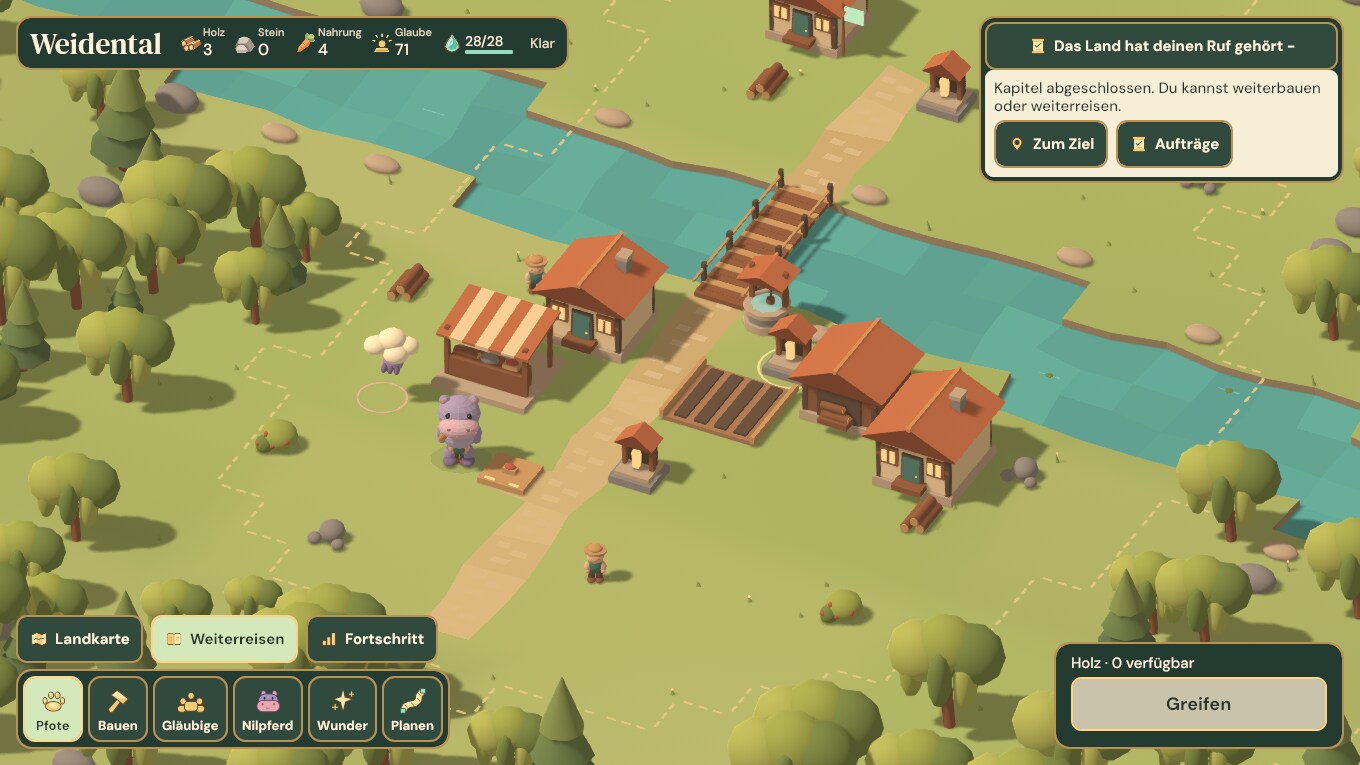 Weidental
Holz
3
Stein
0
Nahrung
4
Glaube
71
28/28
Klar
Das Land hat deinen Ruf gehört –
Kapitel abgeschlossen. Du kannst weiterbauen
oder weiterreisen.
Zum Ziel
Aufträge
Landkarte
Weiterreisen
Fortschritt
Pfote
Bauen
Gläubige
Nilpferd
Wunder
Planen
Holz · 0 verfügbar
Greifen